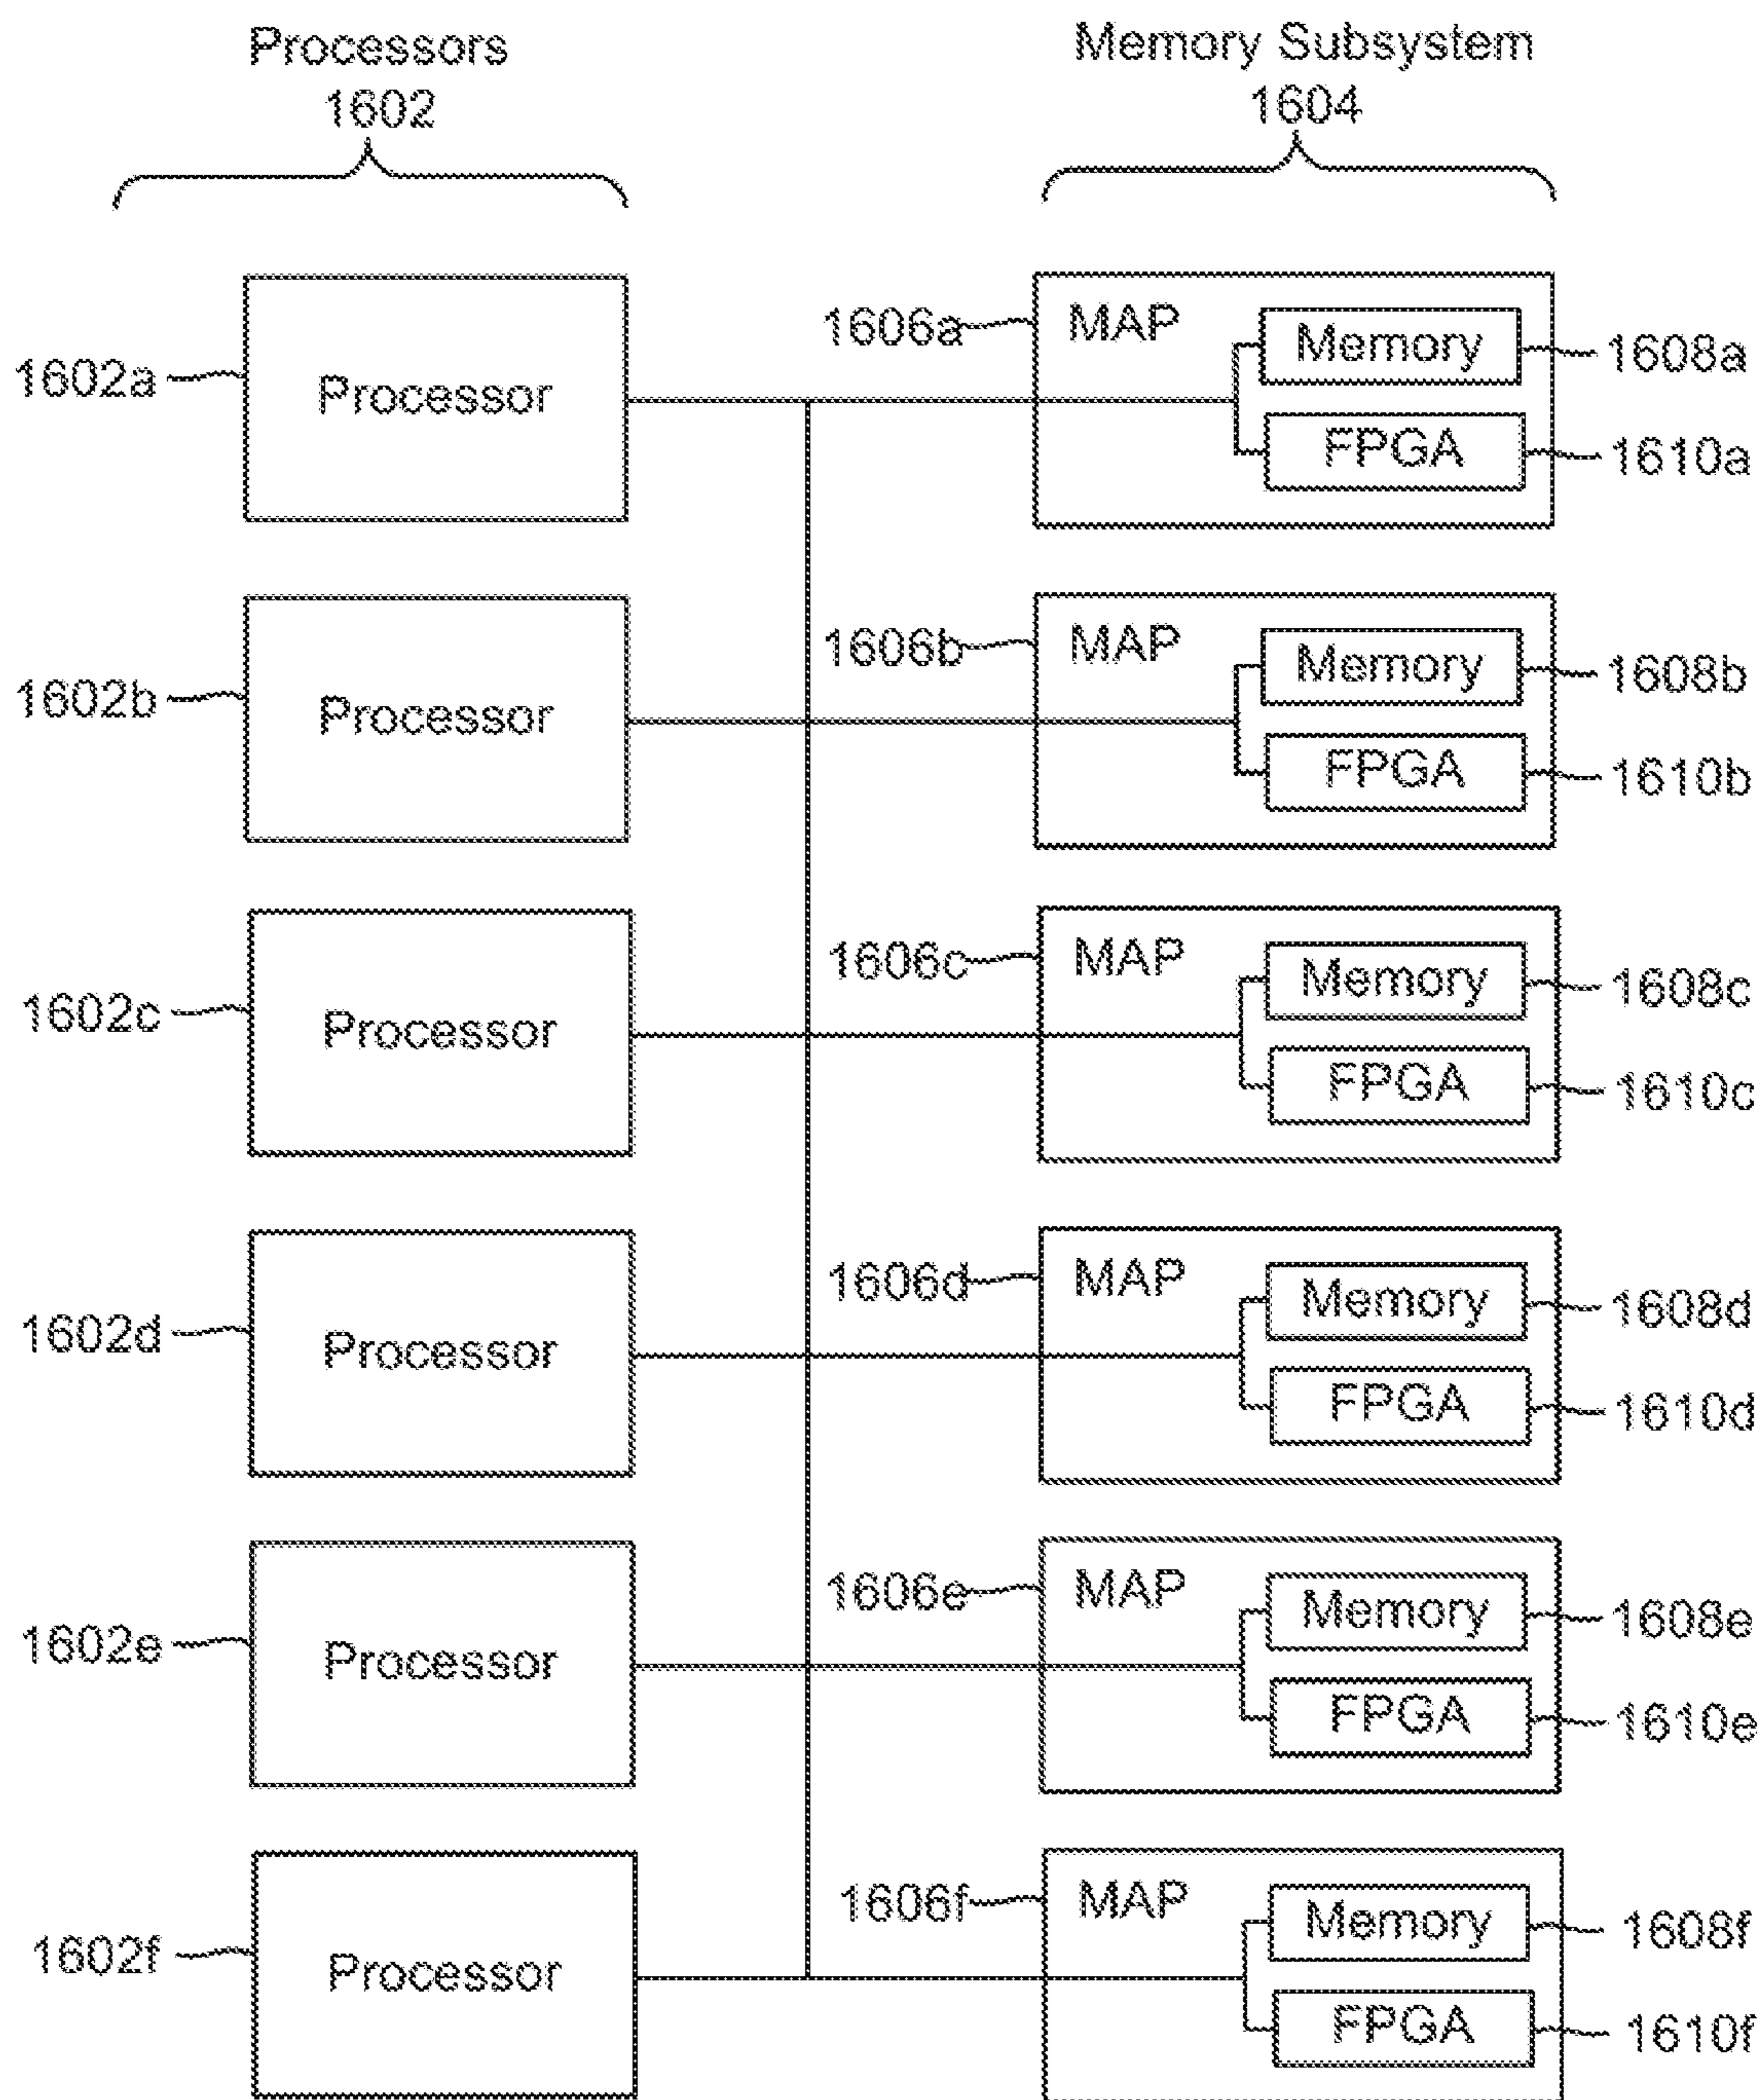 Processors
1602
Memory Subsystem
1604
1602a
Processor
1606a
MAP
Memory
1608a
FPGA
1610a
1602b
Processor
1606b
MAP
Memory
1608b
FPGA
1610b
1602c
Processor
1606c
MAP
Memory
1608c
FPGA
1610c
1602d
Processor
1606d
MAP
Memory
1608d
FPGA
1610d
1602e
Processor
1606e
MAP
Memory
1608e
FPGA
1610e
1602f
Processor
1606f
MAP
Memory
1608f
FPGA
1610f